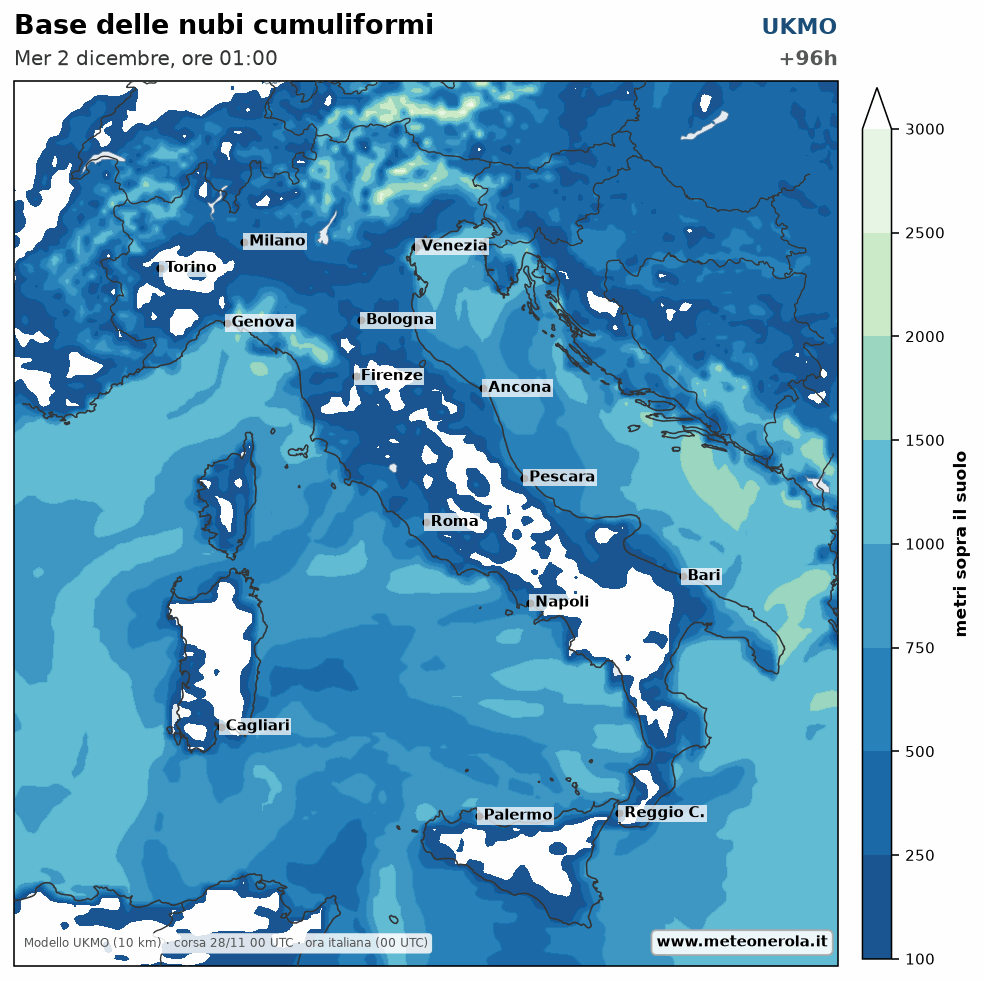 Base delle nubi cumuliformi
UKMO
Mer 2 dicembre, ore 01:00
+96h
3000
2500
2000
1500
1000
750
500
250
100
metri sopra il suolo
Milano
Venezia
Torino
Genova
Bologna
Firenze
Ancona
Pescara
Roma
Bari
Napoli
Cagliari
Palermo
Reggio C.
Modello UKMO (10 km) · corsa 28/11 00 UTC · ora italiana (00 UTC)
www.meteonerola.it